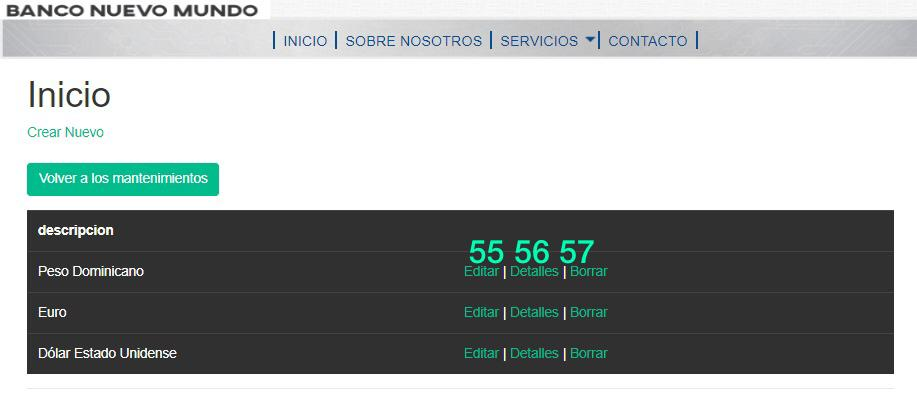 BANCO NUEVO MUNDO
| INICIO | SOBRE NOSOTROS | SERVICIOS | CONTACTO |
Inicio
Crear Nuevo
Volver a los mantenimientos
descripcion
55 56 57
Peso Dominicano Editar | Detalles | Borrar
Euro Editar | Detalles | Borrar
Dólar Estado Unidense Editar | Detalles | Borrar